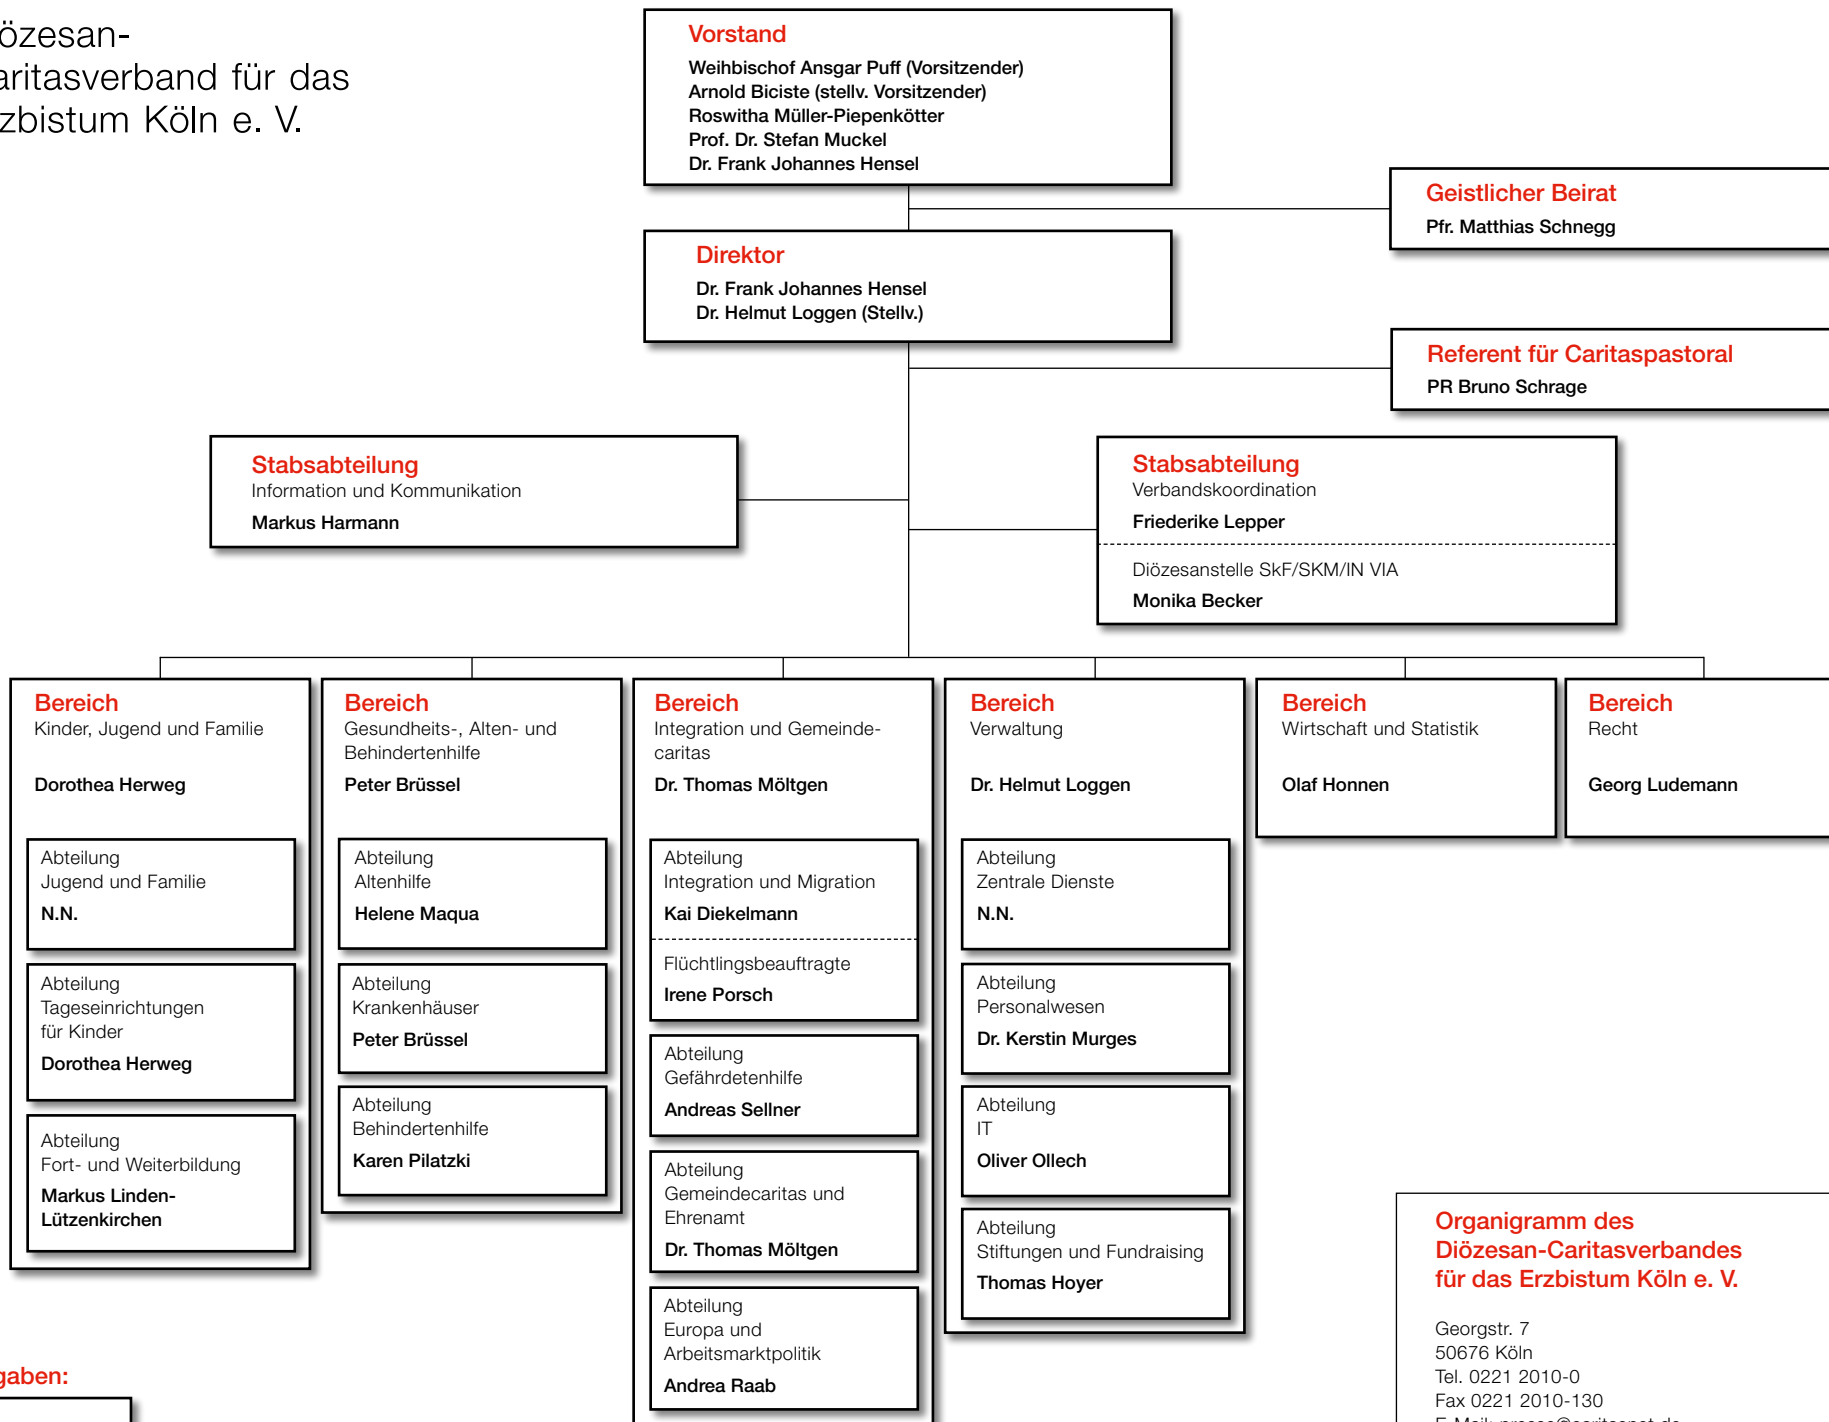 özesan-
aritasverband für das
zbistum Köln e. V.
Vorstand
Weihbischof Ansgar Puff (Vorsitzender)
Arnold Biciste (stellv. Vorsitzender)
Roswitha Müller-Piepenkötter
Prof. Dr. Stefan Muckel
Dr. Frank Johannes Hensel
Geistlicher Beirat
Pfr. Matthias Schnegg
Direktor
Dr. Frank Johannes Hensel
Dr. Helmut Loggen (Stellv.)
Referent für Caritaspastoral
PR Bruno Schrage
Stabsabteilung
Information und Kommunikation
Markus Harmann
Stabsabteilung
Verbandskoordination
Friederike Lepper
Diözesanstelle SkF/SKM/IN VIA
Monika Becker
Bereich
Kinder, Jugend und Familie
Dorothea Herweg
Abteilung
Jugend und Familie
N.N.
Abteilung
Tageseinrichtungen
für Kinder
Dorothea Herweg
Abteilung
Fort- und Weiterbildung
Markus Linden-
Lützenkirchen
Bereich
Gesundheits-, Alten- und
Behindertenhilfe
Peter Brüssel
Abteilung
Altenhilfe
Helene Maqua
Abteilung
Krankenhäuser
Peter Brüssel
Abteilung
Behindertenhilfe
Karen Pilatzki
Bereich
Integration und Gemeinde-
caritas
Dr. Thomas Möltgen
Abteilung
Integration und Migration
Kai Diekelmann
Flüchtlingsbeauftragte
Irene Porsch
Abteilung
Gefährdetenhilfe
Andreas Sellner
Abteilung
Gemeindecaritas und
Ehrenamt
Dr. Thomas Möltgen
Abteilung
Europa und
Arbeitsmarktpolitik
Andrea Raab
Bereich
Verwaltung
Dr. Helmut Loggen
Abteilung
Zentrale Dienste
N.N.
Abteilung
Personalwesen
Dr. Kerstin Murges
Abteilung
IT
Oliver Ollech
Abteilung
Stiftungen und Fundraising
Thomas Hoyer
Bereich
Wirtschaft und Statistik
Olaf Honnen
Bereich
Recht
Georg Ludemann
gaben:
Organigramm des
Diözesan-Caritasverbandes
für das Erzbistum Köln e. V.
Georgstr. 7
50676 Köln
Tel. 0221 2010-0
Fax 0221 2010-130
E-Mail: presse@caritasnet.de